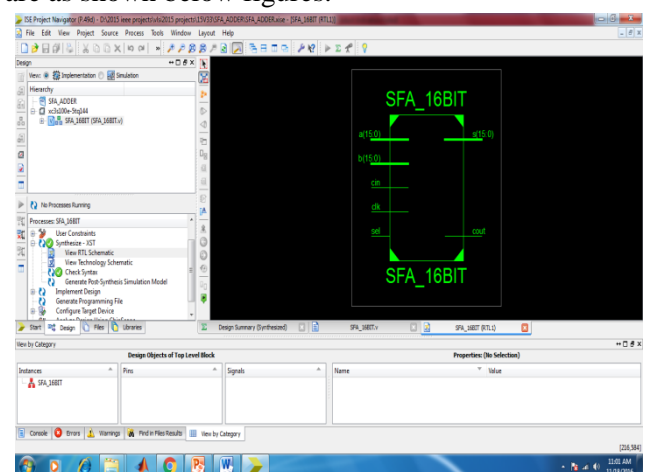 are as shown below figures.
ISE Project Navigator (P.49d) - D:\2015 ieee projects\vlsi2015 projects\15V33\SFA_ADDER\SFA_ADDER.xise - [SFA_16BIT (RTL1)]
File Edit View Project Source Process Tools Window Layout Help
Design
View: Implementation Simulation
Hierarchy
SFA_ADDER
xc3s100e-5tq144
SFA_16BIT (SFA_16BIT.v)
No Processes Running
Processes: SFA_16BIT
User Constraints
Synthesize - XST
View RTL Schematic
View Technology Schematic
Check Syntax
Generate Post-Synthesis Simulation Model
Implement Design
Generate Programming File
Configure Target Device
Start Design Files Libraries
SFA_16BIT
a(15:0) s(15:0)
b(15:0)
cin
clk
sel cout
SFA_16BIT
Design Summary (Synthesized) SFA_16BIT.v SFA_16BIT (RTL1)
View by Category
Design Objects of Top Level Block Properties: (No Selection)
Instances Pins Signals Name Value
SFA_16BIT
Console Errors Warnings Find in Files Results View by Category
[216,584]
11:01 AM